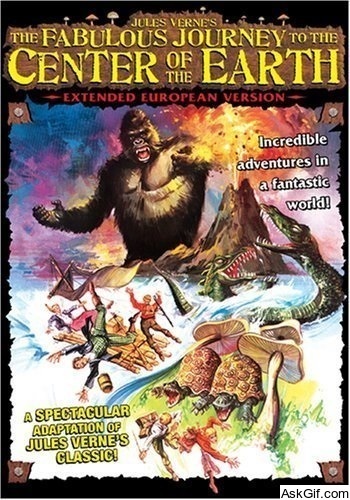 JULES VERNE'S
THE FABULOUS JOURNEY TO THE
CENTER OF THE EARTH
EXTENDED EUROPEAN VERSION
Incredible
adventures in
a fantastic
world!
A SPECTACULAR
ADAPTATION OF
JULES VERNE'S
CLASSIC!
AskGif.com